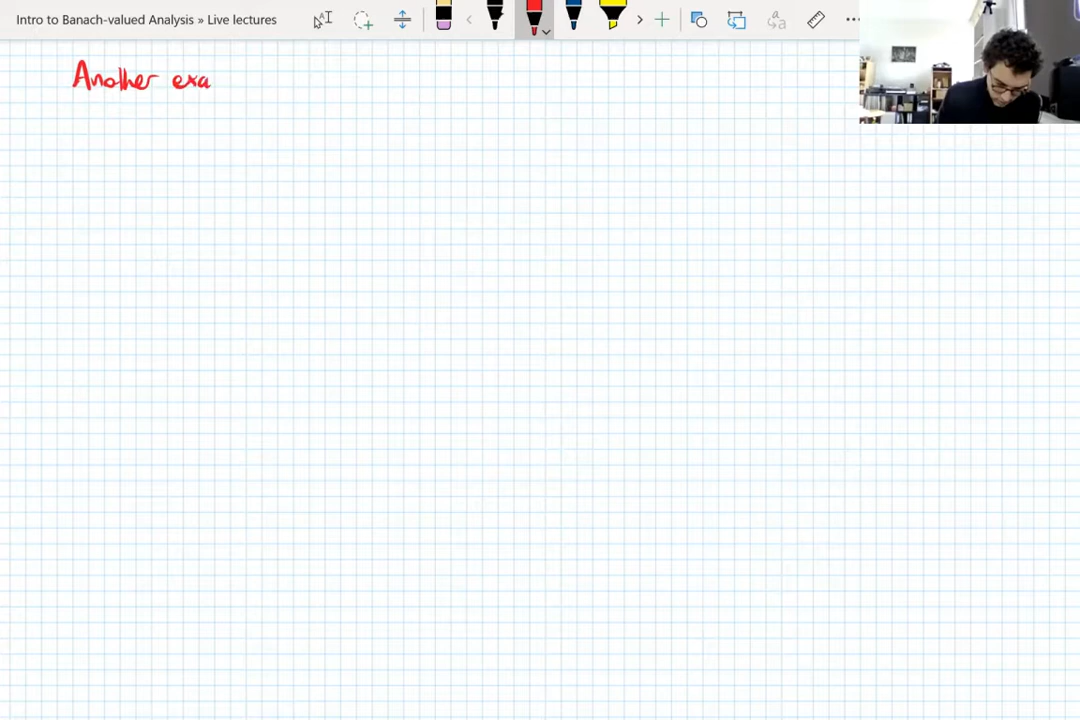 Intro to Banach-valued Analysis » Live lectures
Another exa